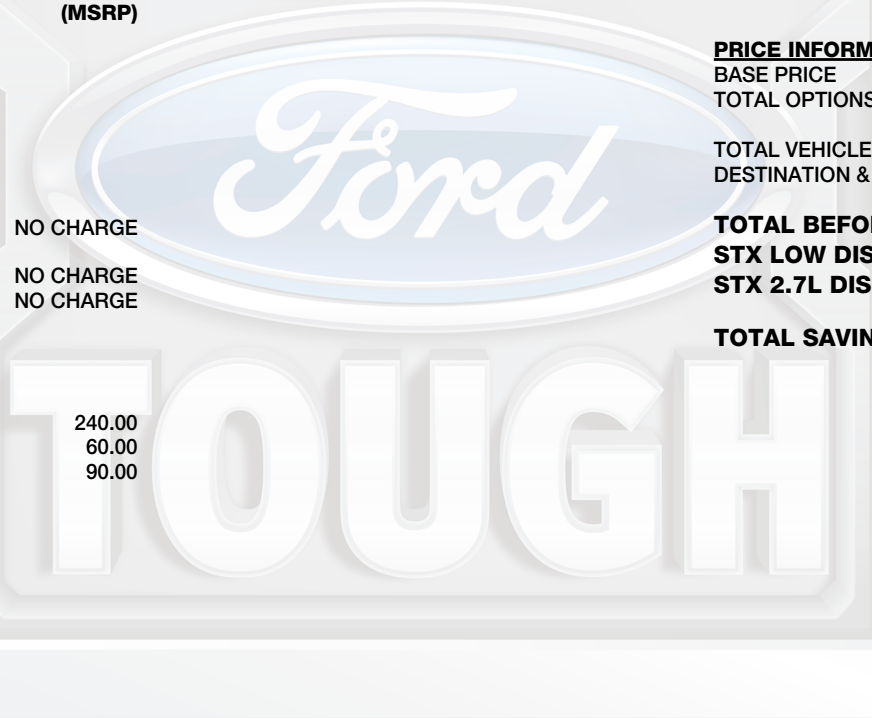 (MSRP)
NO CHARGE
NO CHARGE
NO CHARGE
240.00
60.00
90.00
PRICE INFORM
BASE PRICE
TOTAL OPTIONS
TOTAL VEHICLE
DESTINATION &
TOTAL BEFO
STX LOW DIS
STX 2.7L DIS
TOTAL SAVIN
Ford
TOUGH